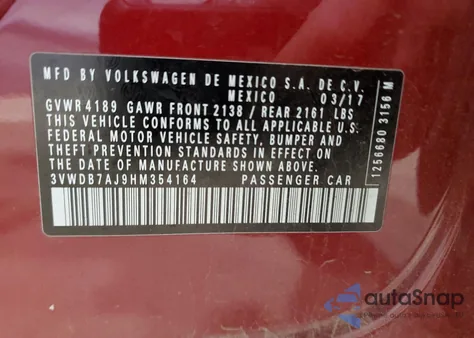 MFD BY VOLKSWAGEN DE MEXICO S.A. DE C.V.
MEXICO 03/17
GVWR 4189 GAWR FRONT 2138 / REAR 2161 LBS
THIS VEHICLE CONFORMS TO ALL APPLICABLE U.S.
FEDERAL MOTOR VEHICLE SAFETY, BUMPER AND
THEFT PREVENTION STANDARDS IN EFFECT ON THE
DATE OF MANUFACTURE SHOWN ABOVE.
3VWDB7AJ9HM354164 PASSENGER CAR
1256680 3156 M
autoSnap